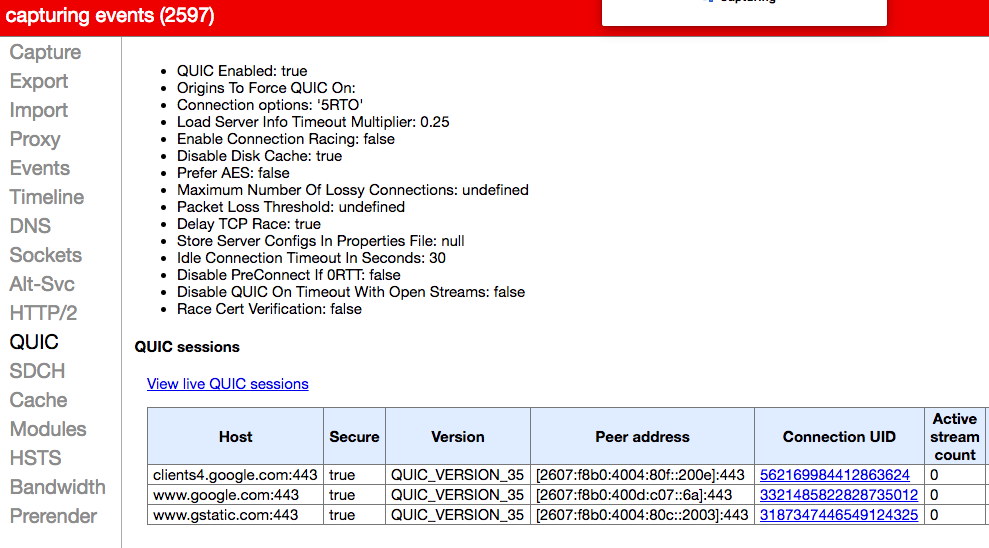 capturing events (2597)
Capturing
Capture
Export
Import
Proxy
Events
Timeline
DNS
Sockets
Alt-Svc
HTTP/2
QUIC
SDCH
Cache
Modules
HSTS
Bandwidth
Prerender
• QUIC Enabled: true
• Origins To Force QUIC On:
• Connection options: '5RTO'
• Load Server Info Timeout Multiplier: 0.25
• Enable Connection Racing: false
• Disable Disk Cache: true
• Prefer AES: false
• Maximum Number Of Lossy Connections: undefined
• Packet Loss Threshold: undefined
• Delay TCP Race: true
• Store Server Configs In Properties File: null
• Idle Connection Timeout In Seconds: 30
• Disable PreConnect If 0RTT: false
• Disable QUIC On Timeout With Open Streams: false
• Race Cert Verification: false
QUIC sessions
View live QUIC sessions
Host Secure Version Peer address Connection UID Active stream count
clients4.google.com:443 true QUIC_VERSION_35 [2607:f8b0:4004:80f::200e]:443 562169984412863624 0
www.google.com:443 true QUIC_VERSION_35 [2607:f8b0:400d:c07::6a]:443 3321485822828735012 0
www.gstatic.com:443 true QUIC_VERSION_35 [2607:f8b0:4004:80c::2003]:443 3187347446549124325 0